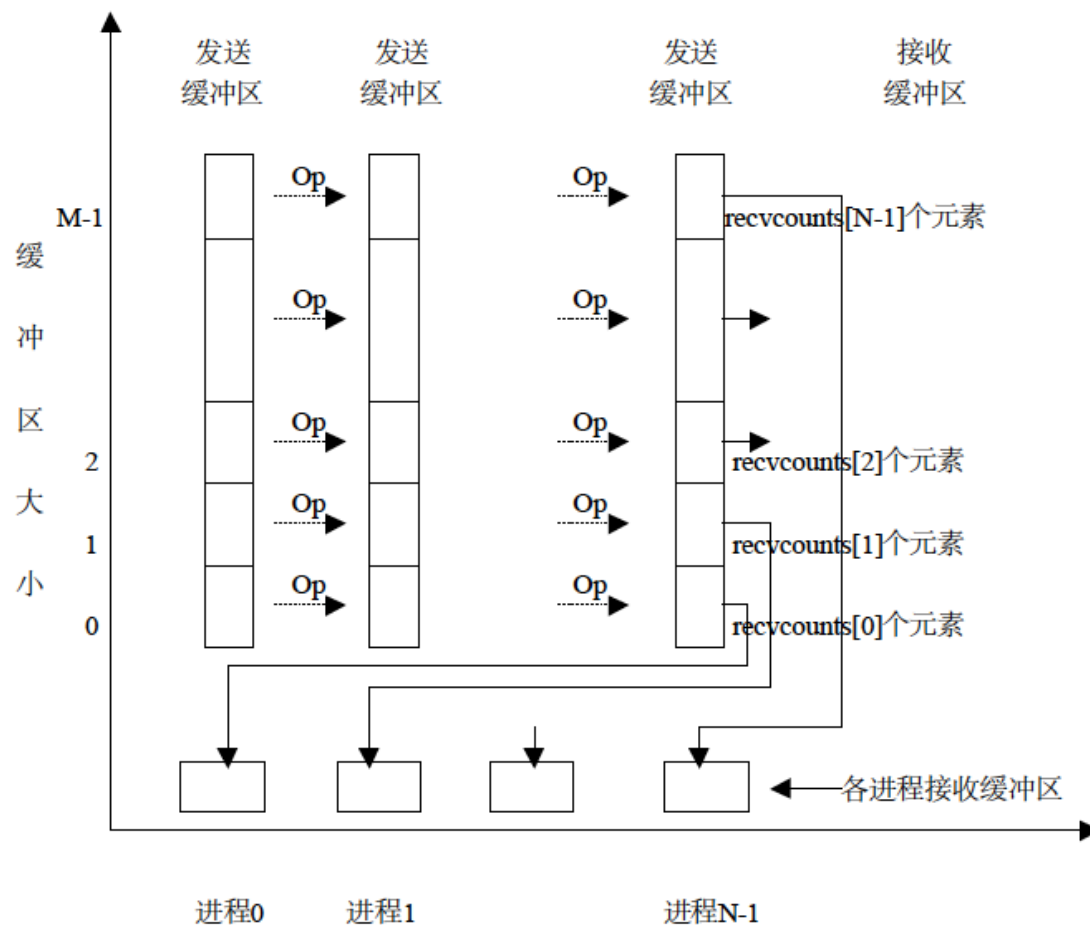 发送
缓冲区
发送
缓冲区
发送
缓冲区
接收
缓冲区
Op
Op
M-1
recvcounts[N-1]个元素
缓
冲
区
大
小
Op
Op
Op
Op
2
recvcounts[2]个元素
Op
Op
1
recvcounts[1]个元素
Op
Op
0
recvcounts[0]个元素
各进程接收缓冲区
进程0
进程1
进程N-1